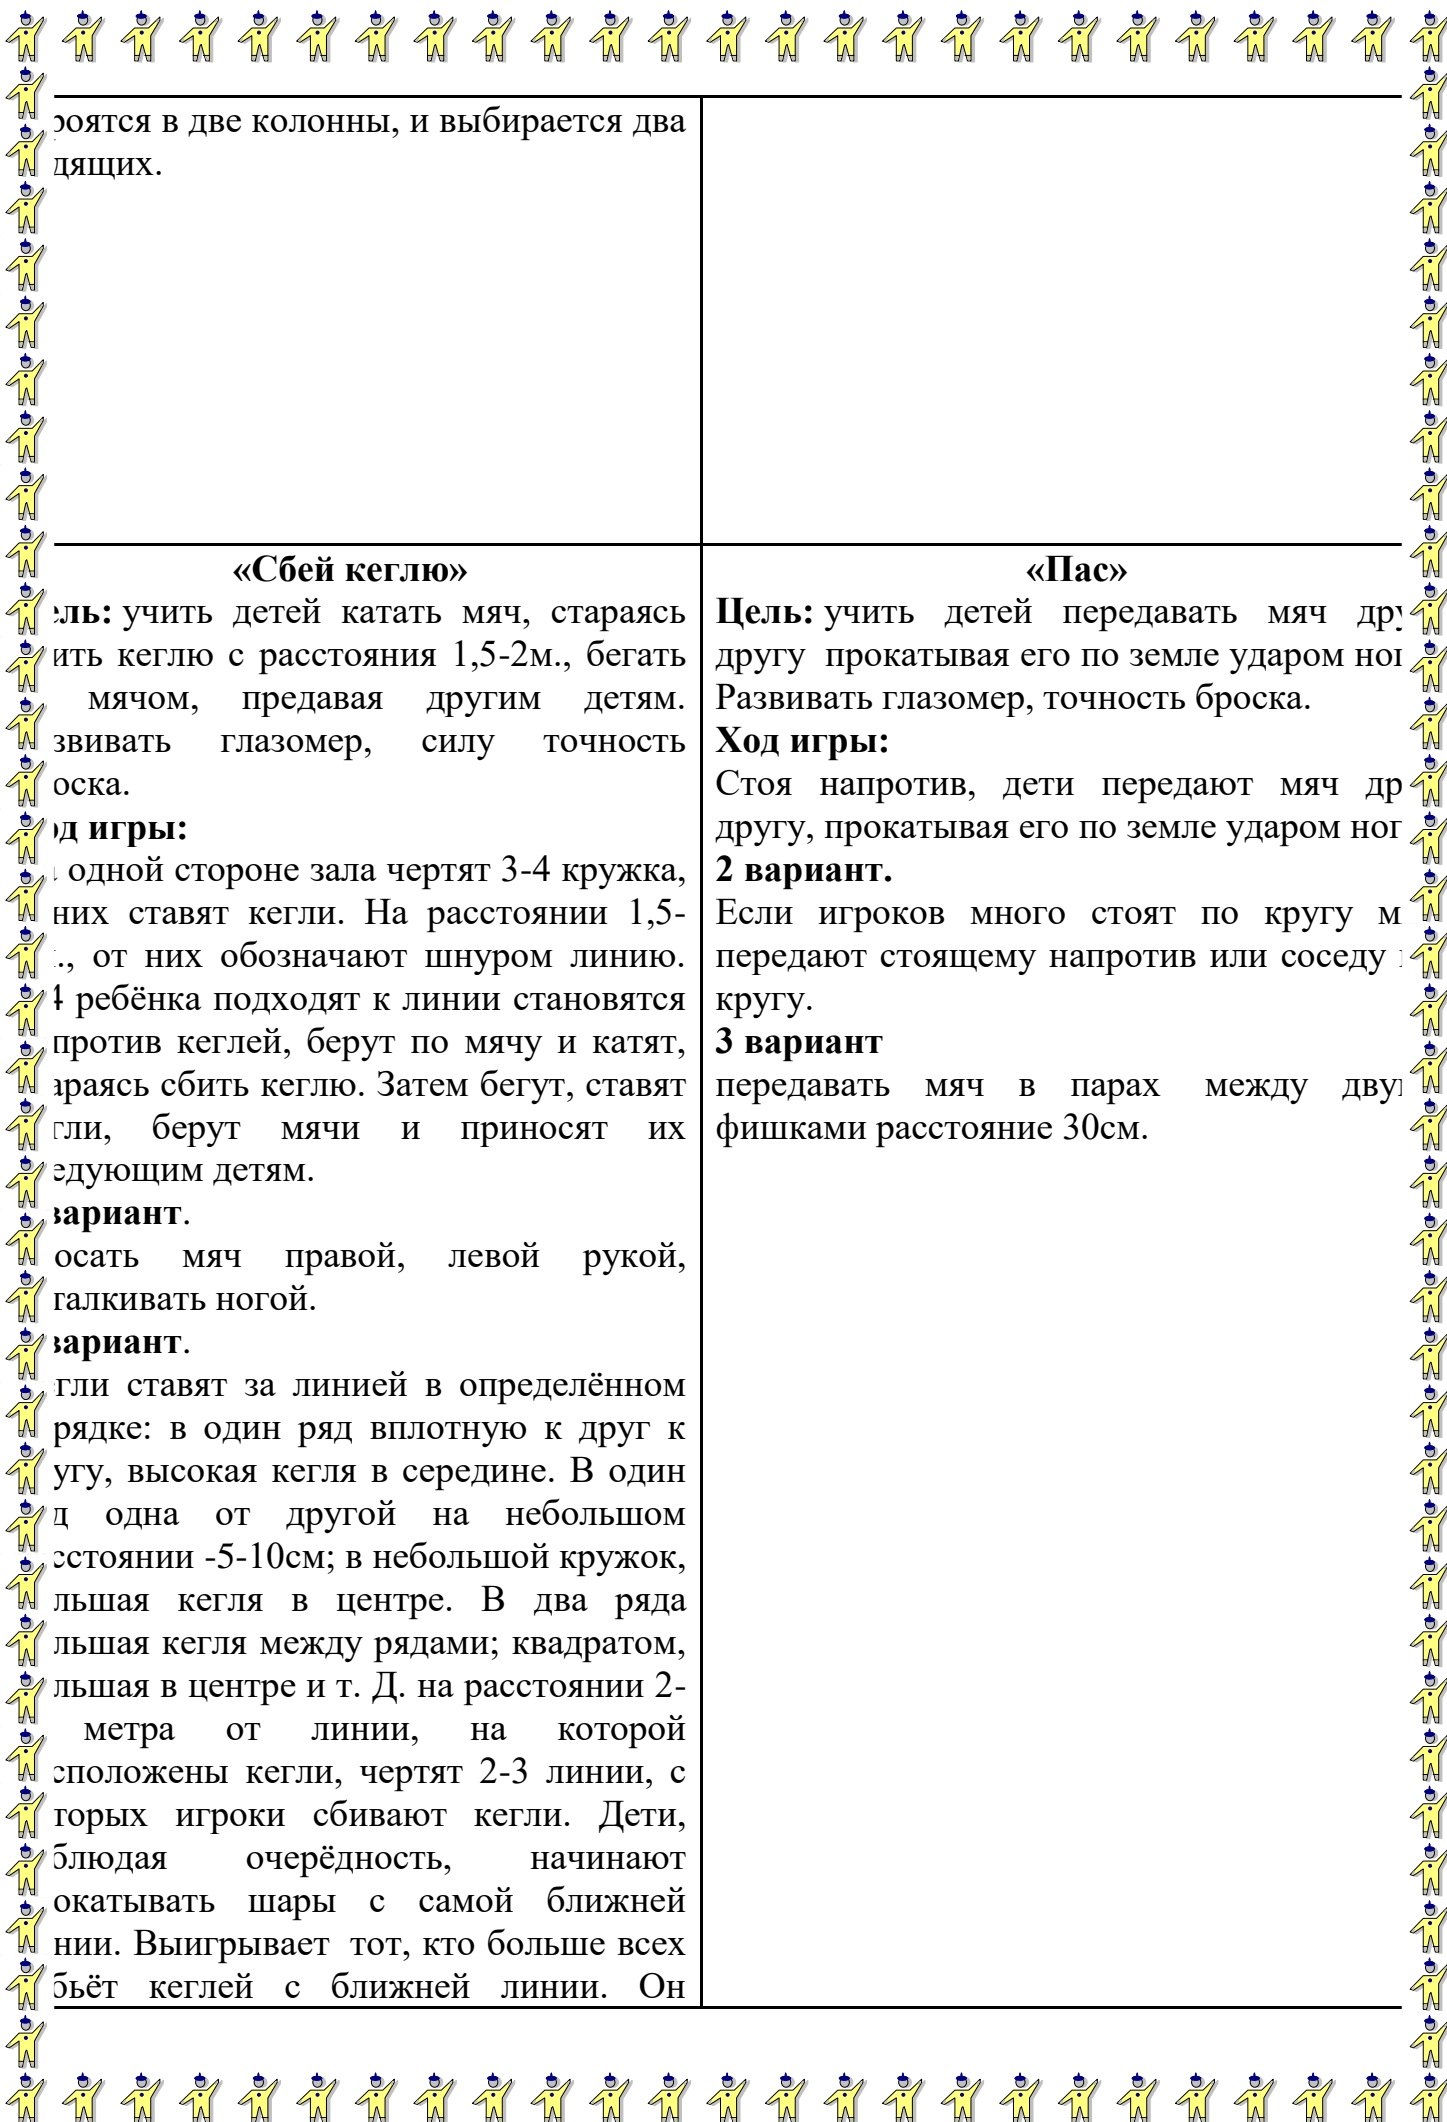 роятся в две колонны, и выбирается два
дящих.
«Сбей кеглю»
ель: учить детей катать мяч, стараясь
ить кеглю с расстояния 1,5-2м., бегать
мячом, предавая другим детям.
звивать глазомер, силу точность
оска.
од игры:
одной стороне зала чертят 3-4 кружка,
них ставят кегли. На расстоянии 1,5-
., от них обозначают шнуром линию.
4 ребёнка подходят к линии становятся
против кеглей, берут по мячу и катят,
араясь сбить кеглю. Затем бегут, ставят
гли, берут мячи и приносят их
едующим детям.
вариант.
осать мяч правой, левой рукой,
талкивать ногой.
вариант.
гли ставят за линией в определённом
рядке: в один ряд вплотную к друг к
угу, высокая кегля в середине. В один
д одна от другой на небольшом
сстоянии -5-10см; в небольшой кружок,
льшая кегля в центре. В два ряда
льшая кегля между рядами; квадратом,
льшая в центре и т. Д. на расстоянии 2-
метра от линии, на которой
сположены кегли, чертят 2-3 линии, с
торых игроки сбивают кегли. Дети,
блюдая очерёдность, начинают
окатывать шары с самой ближней
нии. Выигрывает тот, кто больше всех
бьёт кеглей с ближней линии. Он
«Пас»
Цель: учить детей передавать мяч дру
другу прокатывая его по земле ударом ног
Развивать глазомер, точность броска.
Ход игры:
Стоя напротив, дети передают мяч др
другу, прокатывая его по земле ударом ног
2 вариант.
Если игроков много стоят по кругу м
передают стоящему напротив или соседу
кругу.
3 вариант
передавать мяч в парах между дву
фишками расстояние 30см.